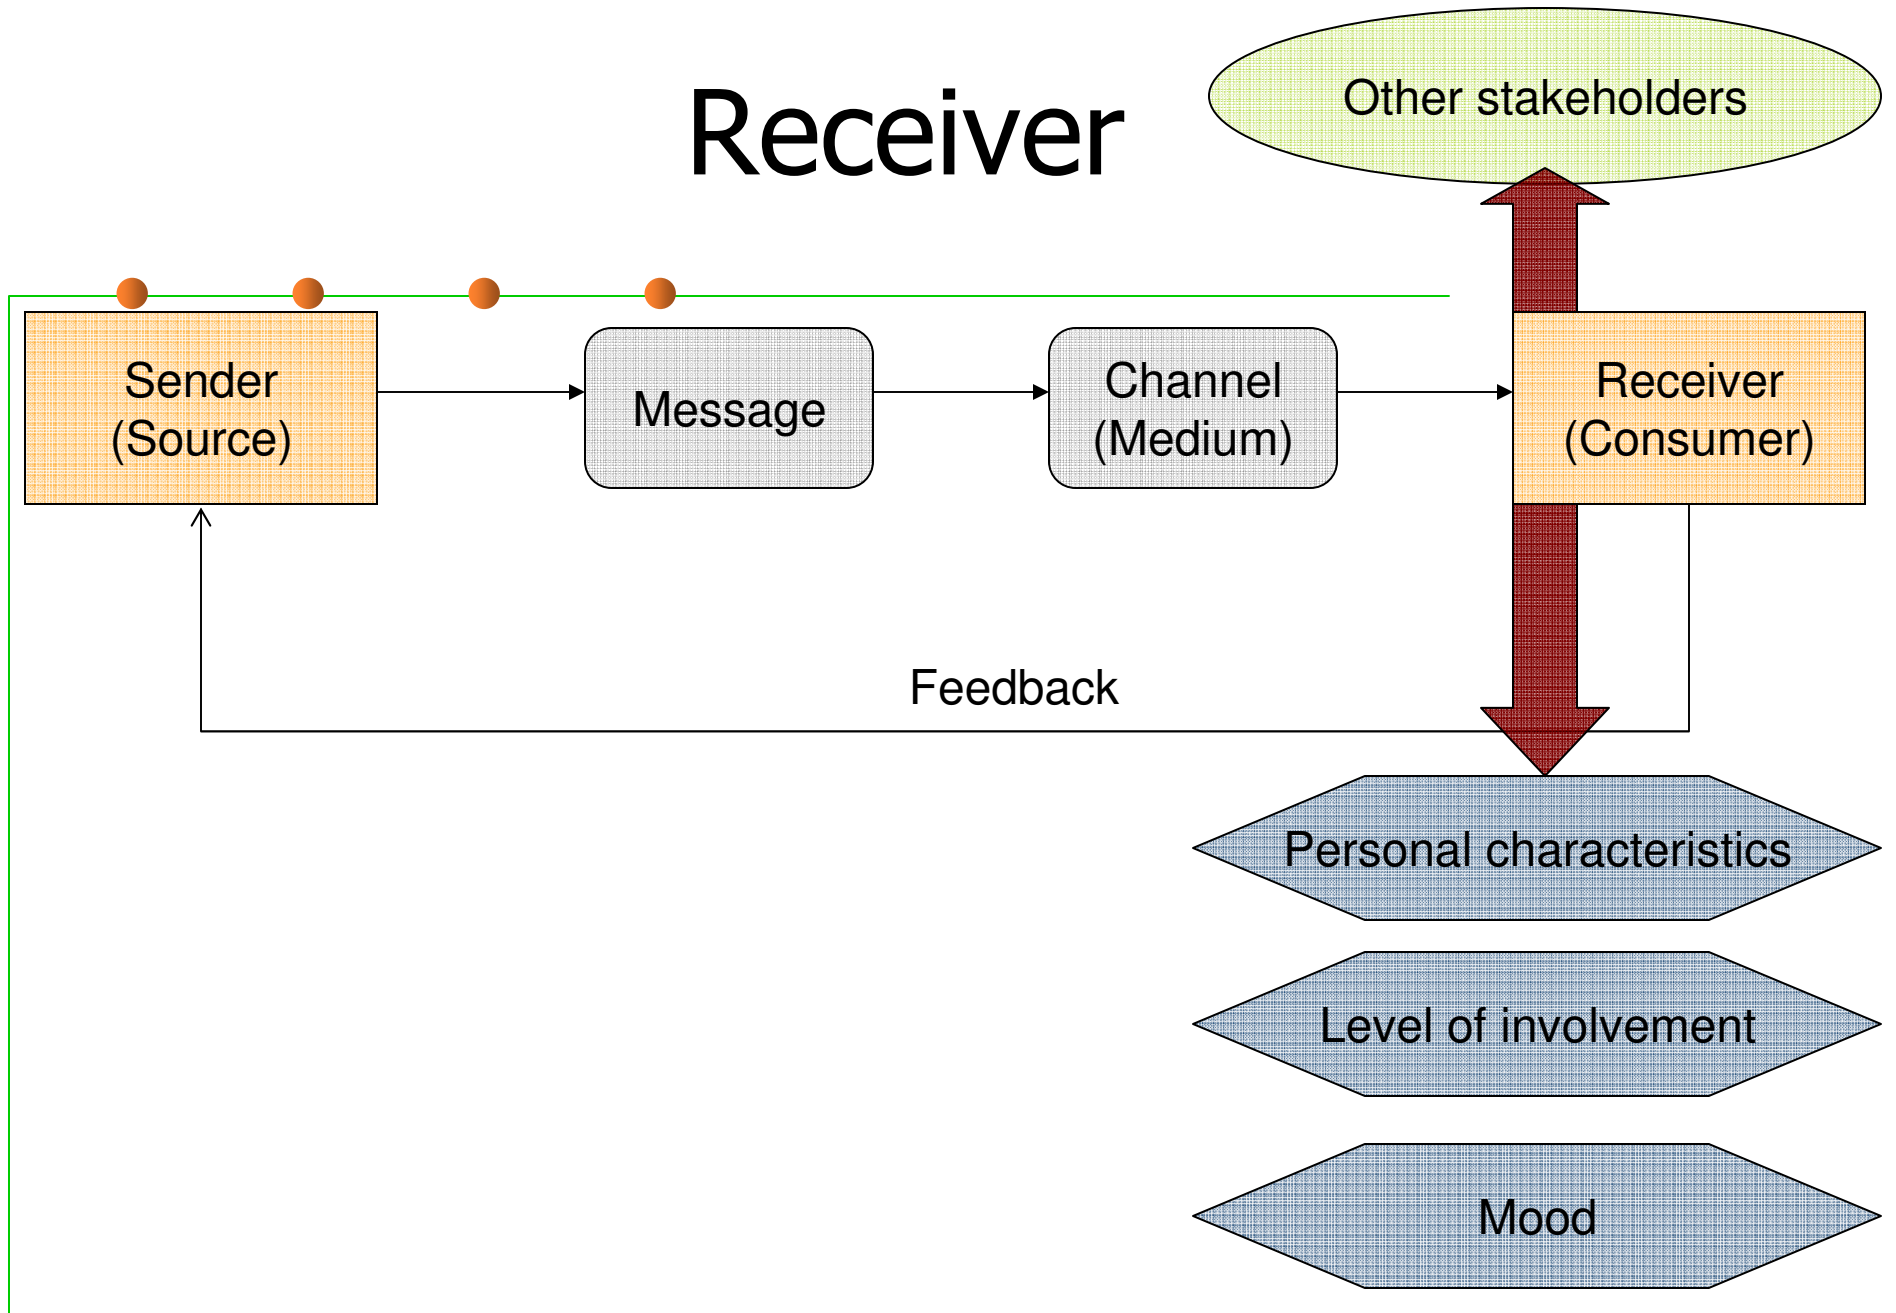 Receiver
Other stakeholders
Sender
(Source)
Message
Channel
(Medium)
Receiver
(Consumer)
Feedback
Personal characteristics
Level of involvement
Mood